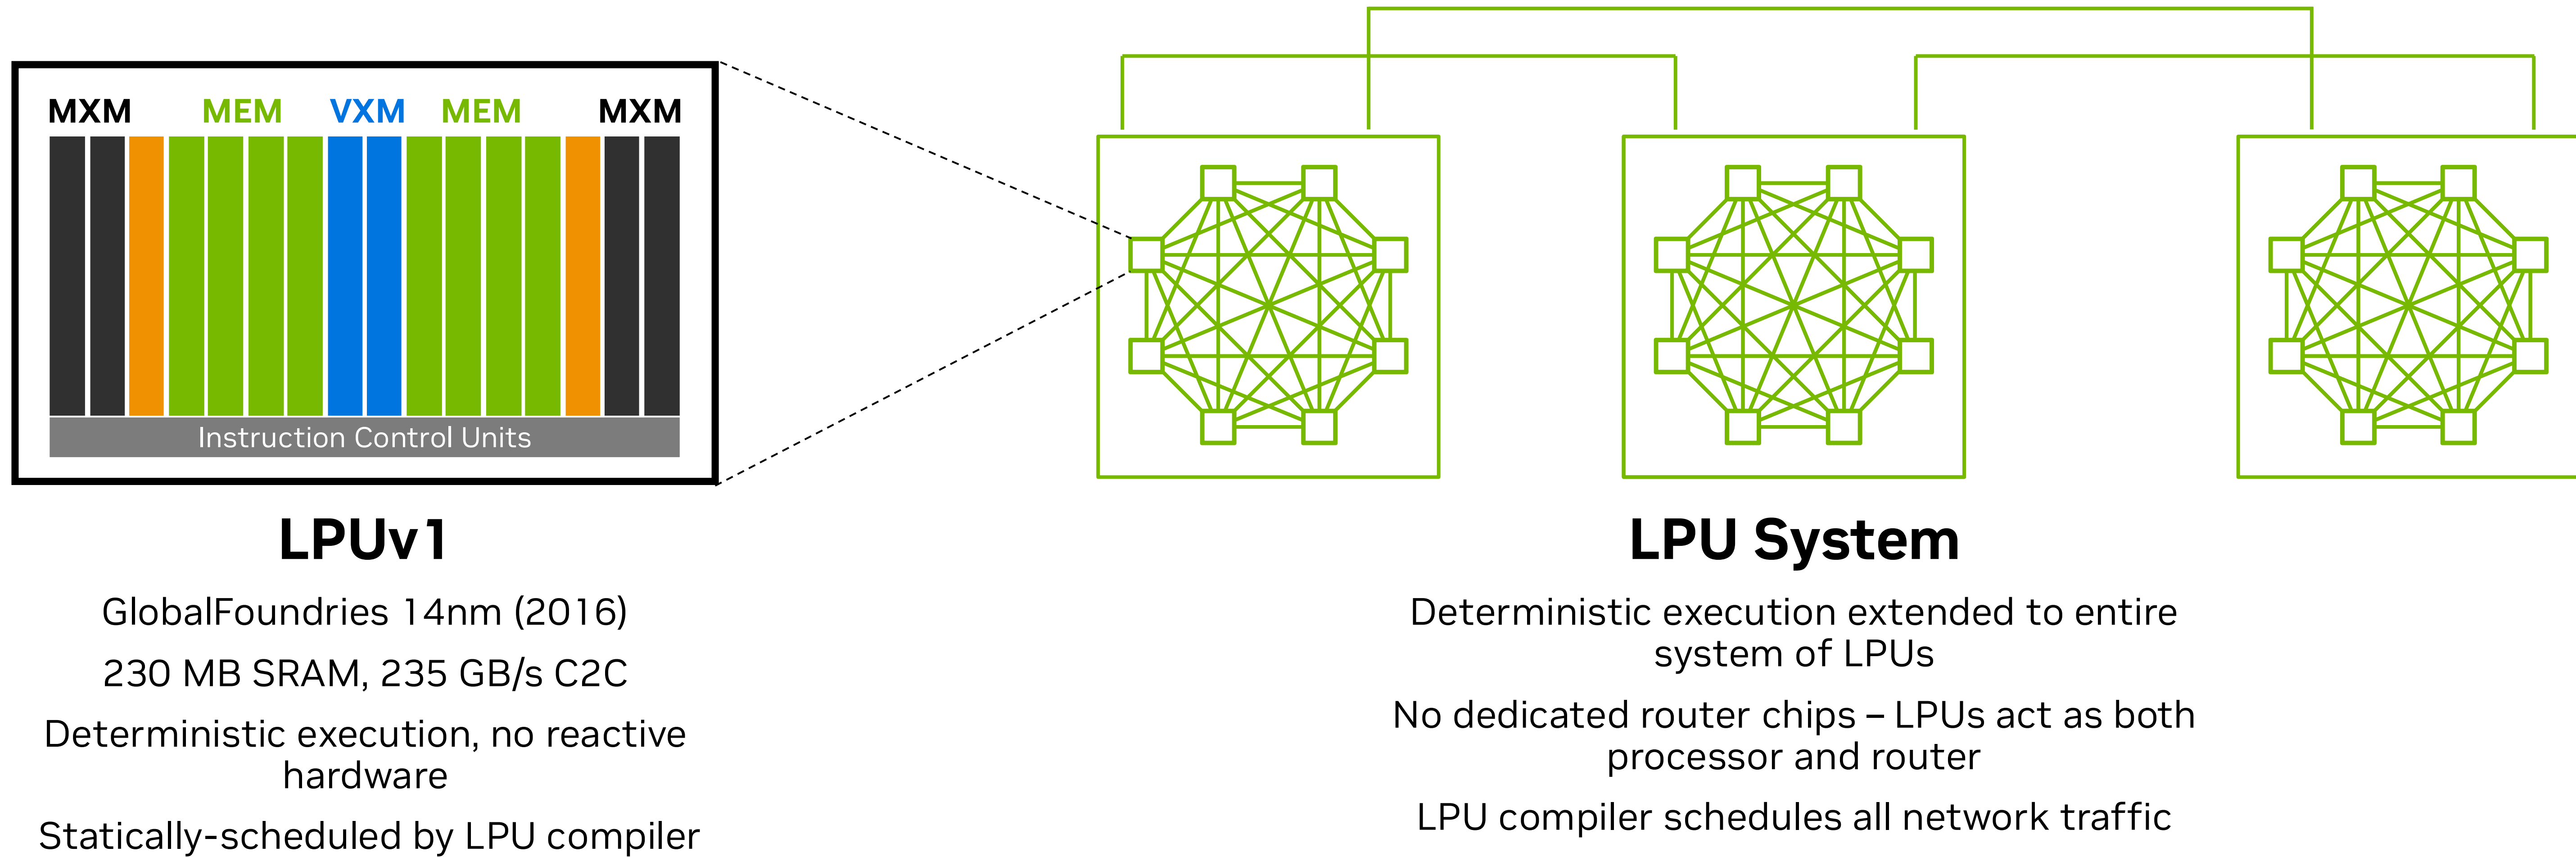 MXM MEM VXM MEM MXM
Instruction Control Units
LPUv1
GlobalFoundries 14nm (2016)
230 MB SRAM, 235 GB/s C2C
Deterministic execution, no reactive
hardware
Statically-scheduled by LPU compiler
LPU System
Deterministic execution extended to entire
system of LPUs
No dedicated router chips – LPUs act as both
processor and router
LPU compiler schedules all network traffic